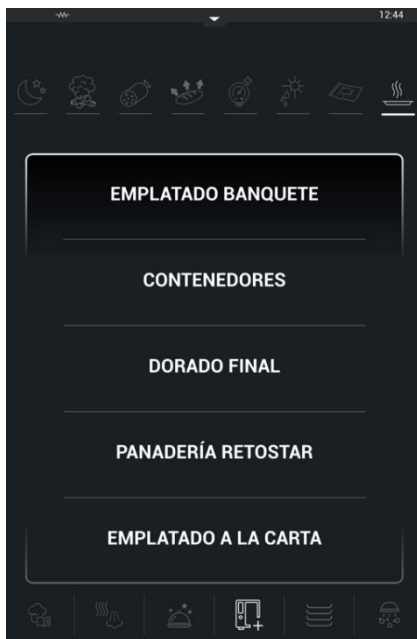 12:44
EMPLATADO BANQUETE
CONTENEDORES
DORADO FINAL
PANADERÍA RETOSTAR
EMPLATADO A LA CARTA